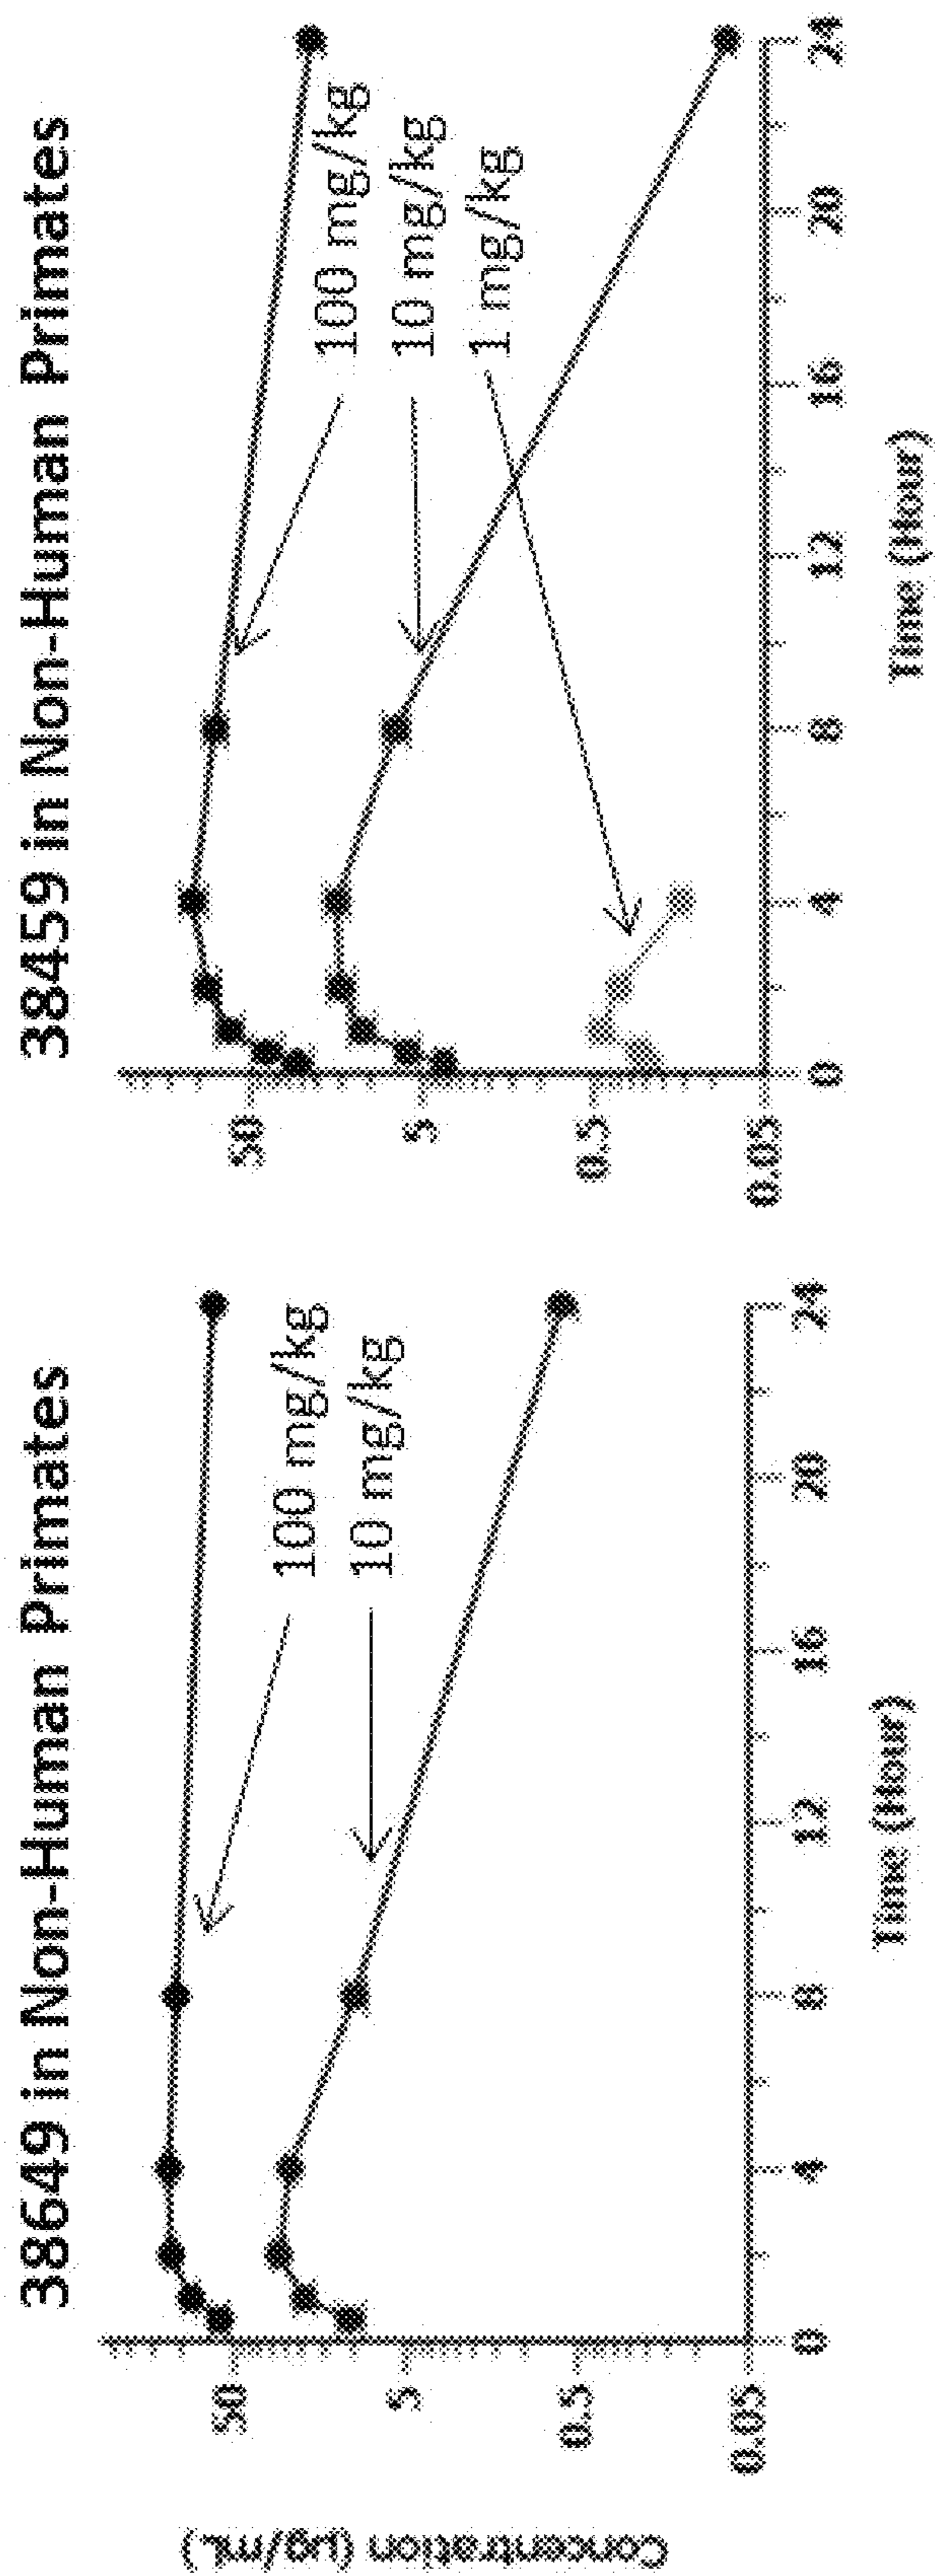 38649 in Non-Human Primates
Concentration (µg/mL)
50
5
0.5
0.05
100 mg/kg
10 mg/kg
0 4 8 12 16 20 24
Time (Hour)
38459 in Non-Human Primates
50
5
0.5
0.05
100 mg/kg
10 mg/kg
1 mg/kg
0 4 8 12 16 20 24
Time (Hour)